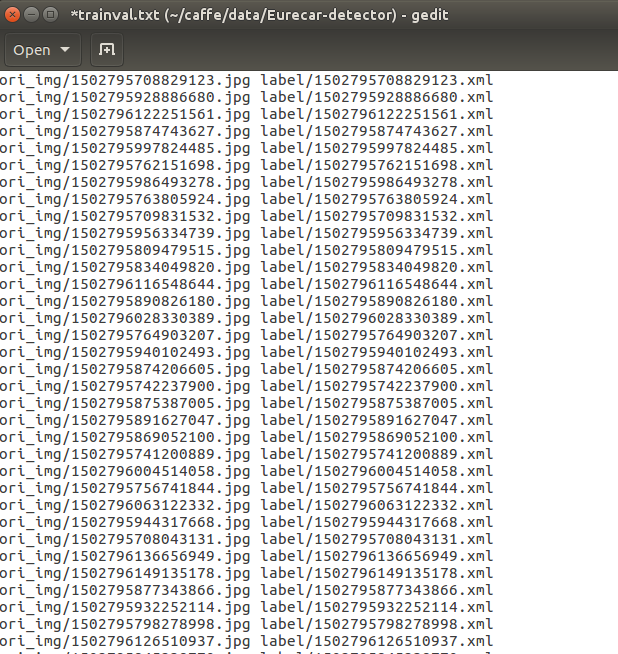 *trainval.txt (~/caffe/data/Eurecar-detector) - gedit
Open
ori_img/1502795708829123.jpg label/1502795708829123.xml
ori_img/1502795928886680.jpg label/1502795928886680.xml
ori_img/1502796122251561.jpg label/1502796122251561.xml
ori_img/1502795874743627.jpg label/1502795874743627.xml
ori_img/1502795997824485.jpg label/1502795997824485.xml
ori_img/1502795762151698.jpg label/1502795762151698.xml
ori_img/1502795986493278.jpg label/1502795986493278.xml
ori_img/1502795763805924.jpg label/1502795763805924.xml
ori_img/1502795709831532.jpg label/1502795709831532.xml
ori_img/1502795956334739.jpg label/1502795956334739.xml
ori_img/1502795809479515.jpg label/1502795809479515.xml
ori_img/1502795834049820.jpg label/1502795834049820.xml
ori_img/1502796116548644.jpg label/1502796116548644.xml
ori_img/1502795890826180.jpg label/1502795890826180.xml
ori_img/1502796028330389.jpg label/1502796028330389.xml
ori_img/1502795764903207.jpg label/1502795764903207.xml
ori_img/1502795940102493.jpg label/1502795940102493.xml
ori_img/1502795874206605.jpg label/1502795874206605.xml
ori_img/1502795742237900.jpg label/1502795742237900.xml
ori_img/1502795875387005.jpg label/1502795875387005.xml
ori_img/1502795891627047.jpg label/1502795891627047.xml
ori_img/1502795869052100.jpg label/1502795869052100.xml
ori_img/1502795741200889.jpg label/1502795741200889.xml
ori_img/1502796004514058.jpg label/1502796004514058.xml
ori_img/1502795756741844.jpg label/1502795756741844.xml
ori_img/1502796063122332.jpg label/1502796063122332.xml
ori_img/1502795944317668.jpg label/1502795944317668.xml
ori_img/1502795708043131.jpg label/1502795708043131.xml
ori_img/1502796136656949.jpg label/1502796136656949.xml
ori_img/1502796149135178.jpg label/1502796149135178.xml
ori_img/1502795877343866.jpg label/1502795877343866.xml
ori_img/1502795932252114.jpg label/1502795932252114.xml
ori_img/1502795798278998.jpg label/1502795798278998.xml
ori_img/1502796126510937.jpg label/1502796126510937.xml